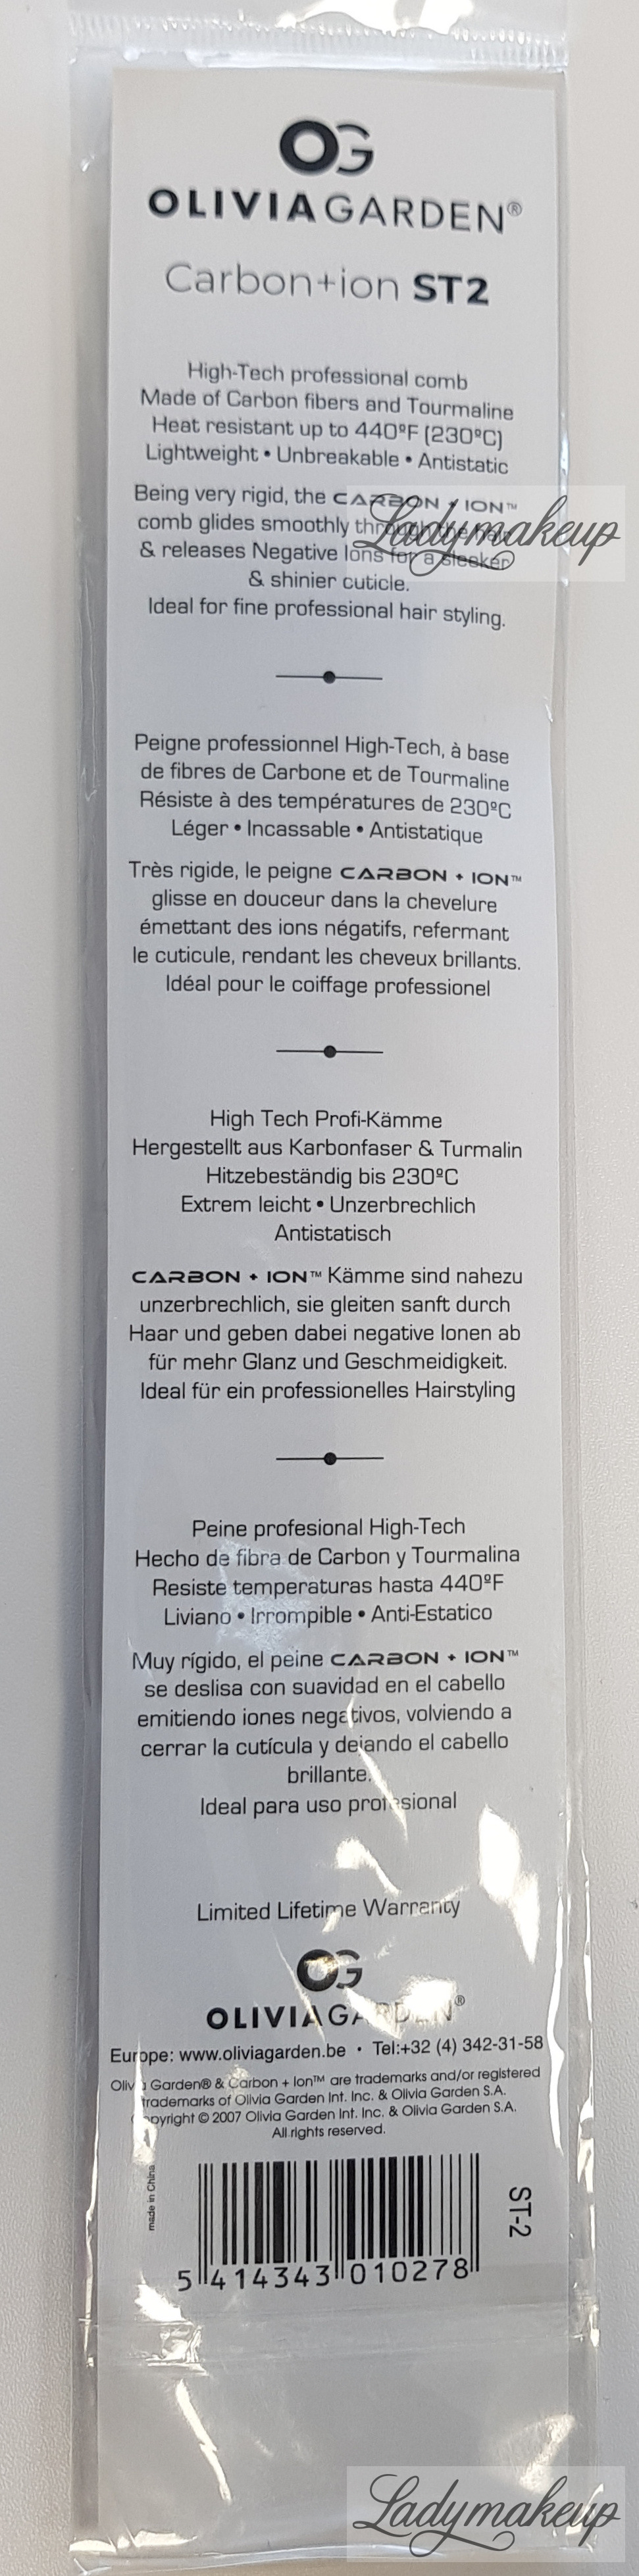 OG
OLIVIAGARDEN®
Carbon+ion ST2
High-Tech professional comb
Made of Carbon fibers and Tourmaline
Heat resistant up to 440ºF (230ºC)
Lightweight • Unbreakable • Antistatic
Being very rigid, the CARBON + ION™
comb glides smoothly through the
Ladymakeup
& releases Negative Ions for a sleeker
& shinier cuticle.
Ideal for fine professional hair styling.
Peigne professionnel High-Tech, à base
de fibres de Carbone et de Tourmaline
Résiste à des températures de 230ºC
Léger • Incassable • Antistatique
Très rigide, le peigne CARBON + ION™
glisse en douceur dans la chevelure
émettant des ions négatifs, refermant
le cuticule, rendant les cheveux brillants.
Idéal pour le coiffage professionel
High Tech Profi-Kämme
Hergestellt aus Karbonfaser & Turmalin
Hitzebeständig bis 230ºC
Extrem leicht • Unzerbrechlich
Antistatisch
CARBON + ION™ Kämme sind nahezu
unzerbrechlich, sie gleiten sanft durch
Haar und geben dabei negative Ionen ab
für mehr Glanz und Geschmeidigkeit.
Ideal für ein professionelles Hairstyling
Peine profesional High-Tech
Hecho de fibra de Carbon y Tourmalina
Resiste temperaturas hasta 440ºF
Liviano • Irrompible • Anti-Estatico
Muy rígido, el peine CARBON + ION™
se deslisa con suavidad en el cabello
emitiendo iones negativos, volviendo a
cerrar la cutícula y dejando el cabello
brillante.
Ideal para uso profesional
Limited Lifetime Warranty
OG
OLIVIAGARDEN®
Europe: www.oliviagarden.be • Tel:+32 (4) 342-31-58
Olivia Garden® & Carbon + Ion™ are trademarks and/or registered
trademarks of Olivia Garden Int. Inc. & Olivia Garden S.A.
Copyright © 2007 Olivia Garden Int. Inc. & Olivia Garden S.A.
All rights reserved.
made in China
ST-2
5 414343 010278
Ladymakeup